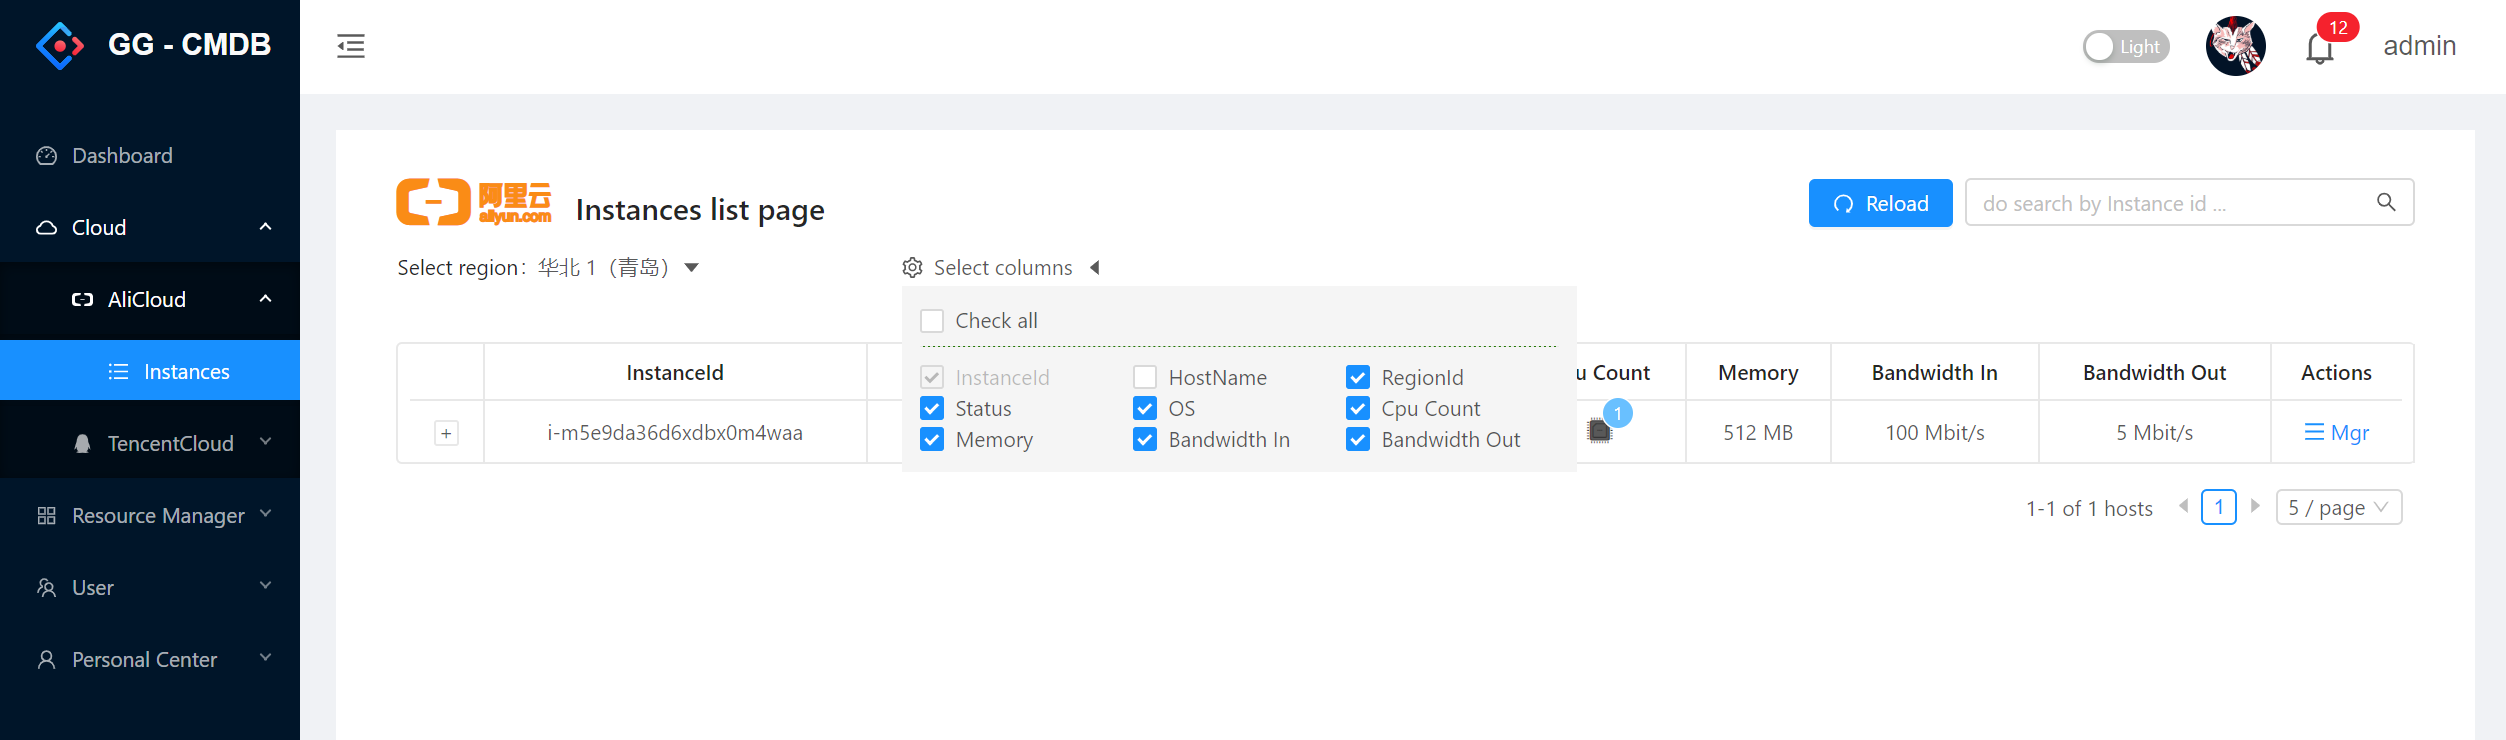 GG - CMDB
Light
12
admin
Dashboard
Cloud
AliCloud
Instances
TencentCloud
Resource Manager
User
Personal Center
阿里云
aliyun.com
Instances list page
Reload
do search by Instance id ...
Select region: 华北 1（青岛）
Select columns
Check all
InstanceId
HostName
RegionId
Status
OS
Cpu Count
Memory
Bandwidth In
Bandwidth Out
InstanceId
u Count
Memory
Bandwidth In
Bandwidth Out
Actions
i-m5e9da36d6xdbx0m4waa
1
512 MB
100 Mbit/s
5 Mbit/s
Mgr
1-1 of 1 hosts
1
5 / page